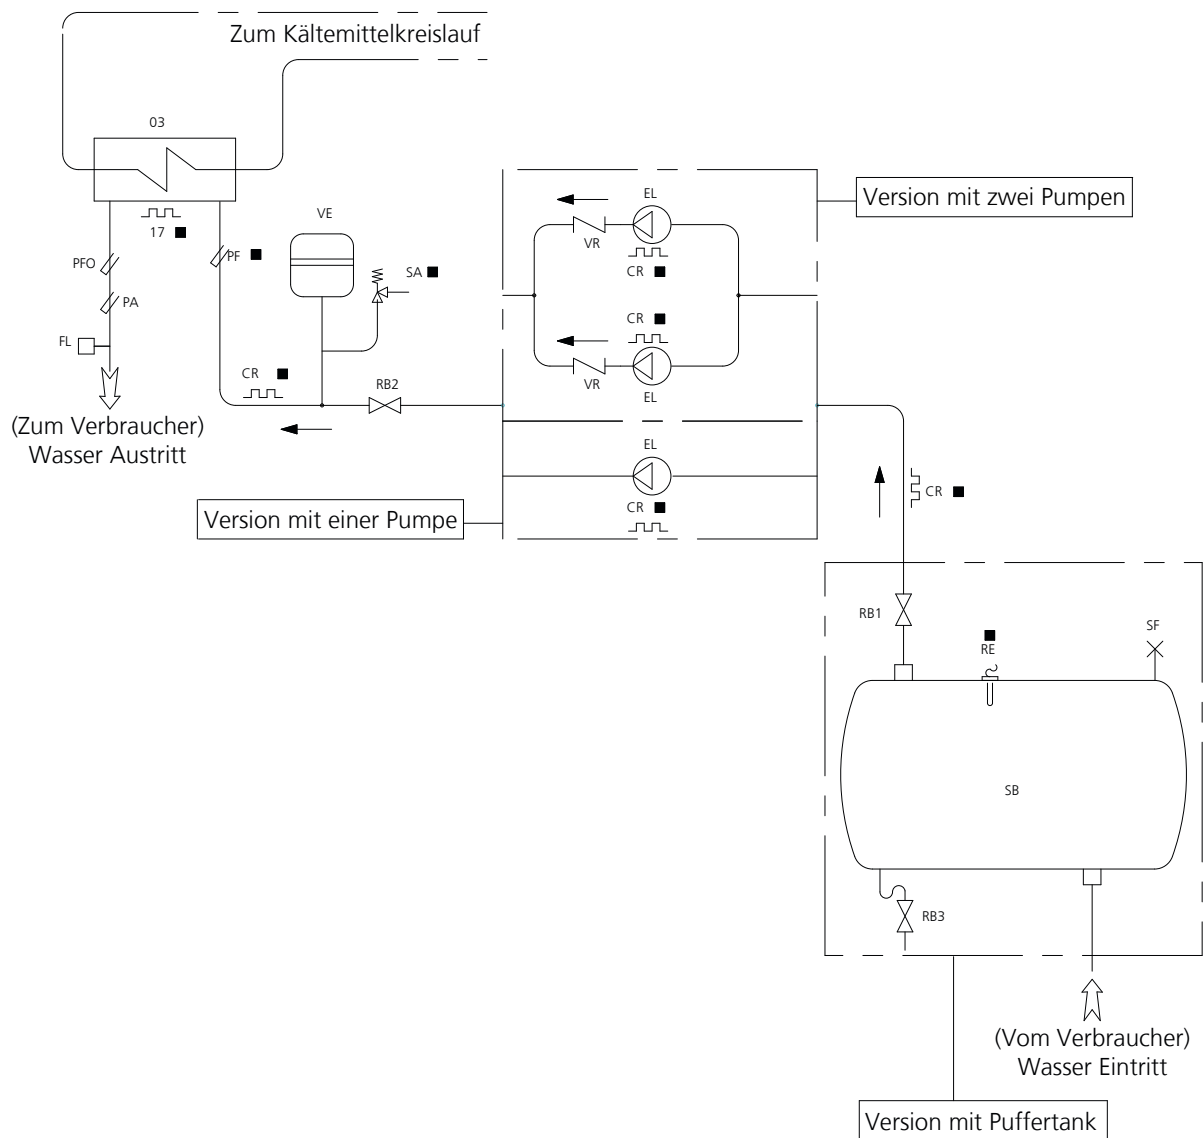 Zum Kältemittelkreislauf
03
17
PFO
PA
FL
(Zum Verbraucher)
Wasser Austritt
PF
VE
SA
CR
RB2
EL
VR
CR
CR
VR
EL
Version mit zwei Pumpen
EL
CR
Version mit einer Pumpe
CR
RB1
RE
SF
SB
RB3
(Vom Verbraucher)
Wasser Eintritt
Version mit Puffertank